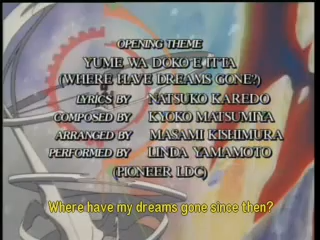 OPENING THEME
YUME WA DOKO E ITTA
(WHERE HAVE DREAMS GONE?)
LYRICS BY NATSUKO KAREDO
COMPOSED BY KYOKO MATSUMIYA
ARRANGED BY MASAMI KISHIMURA
PERFORMED BY LINDA YAMAMOTO
(PIONEER LDC)
Where have my dreams gone since then?